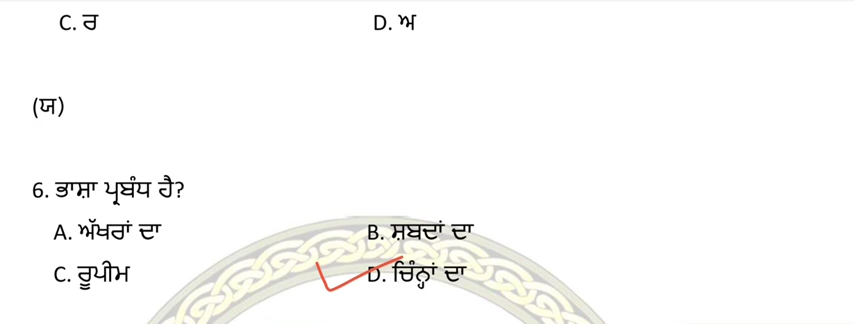 C. ਰ D. ਅ
(ਯ)
6. ਭਾਸ਼ਾ ਪ੍ਰਬੰਧ ਹੈ?
A. ਅੱਖਰਾਂ ਦਾ B. ਸ਼ਬਦਾਂ ਦਾ
C. ਰੂਪੀਮ D. ਚਿੰਨ੍ਹਾਂ ਦਾ